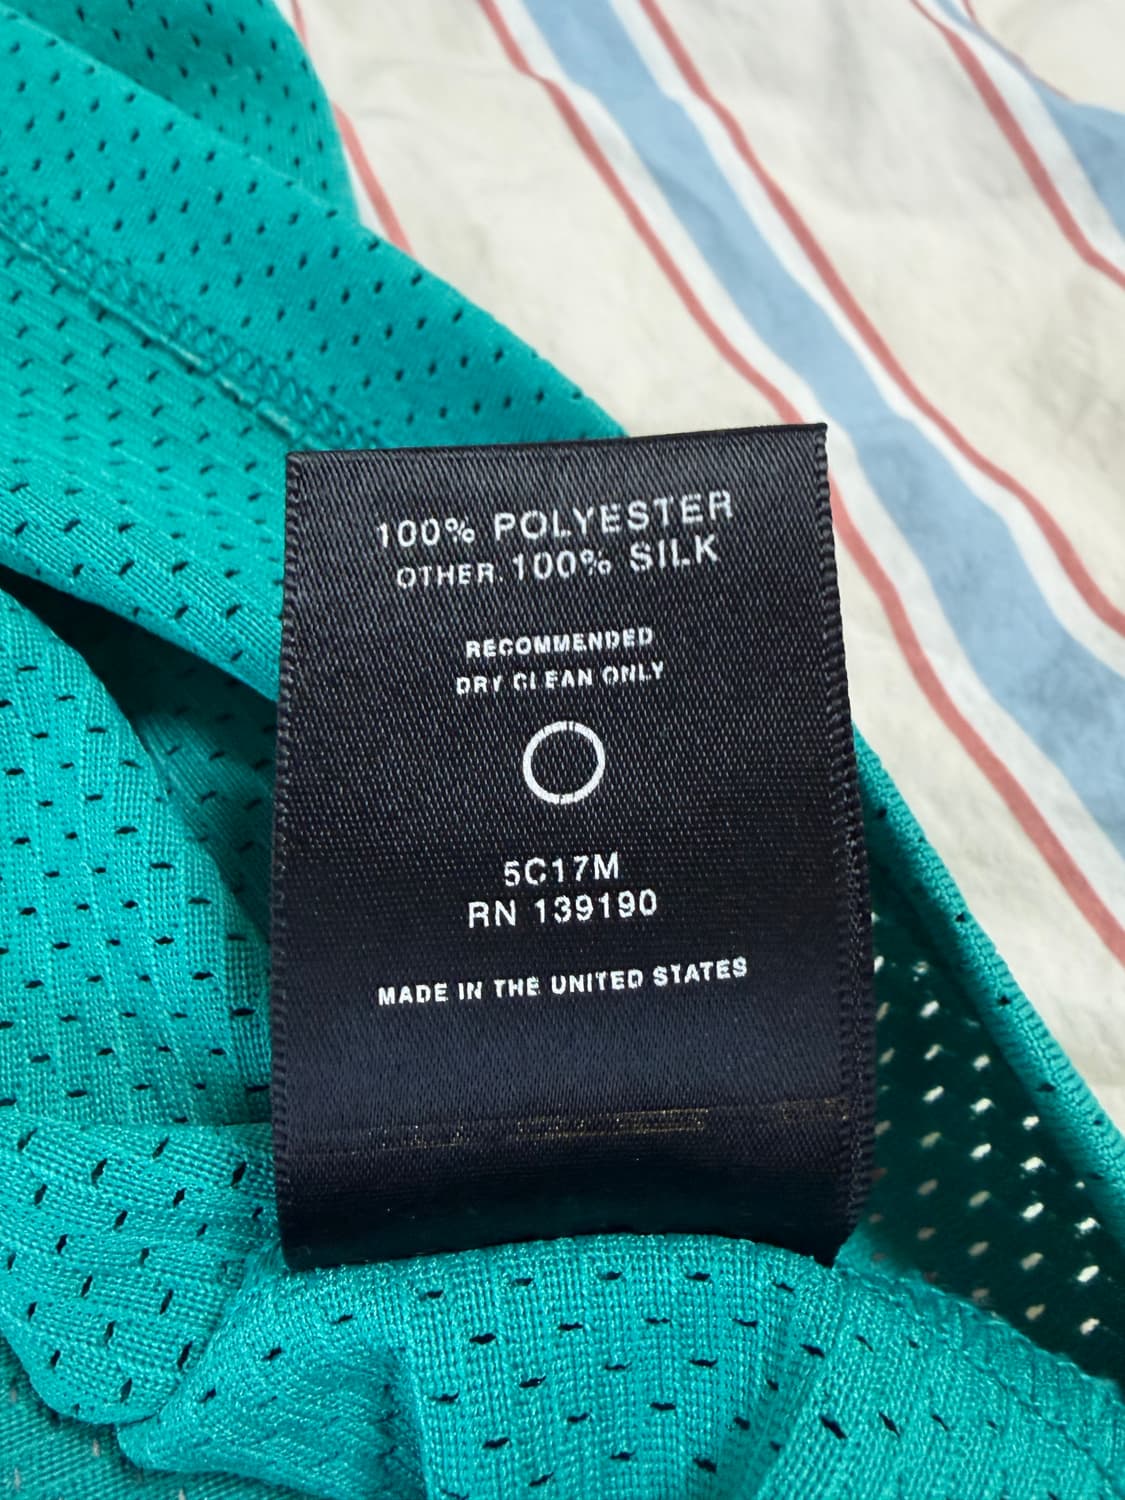 100% POLYESTER
OTHER. 100% SILK
RECOMMENDED
DRY CLEAN ONLY
5C17M
RN 139190
MADE IN THE UNITED STATES